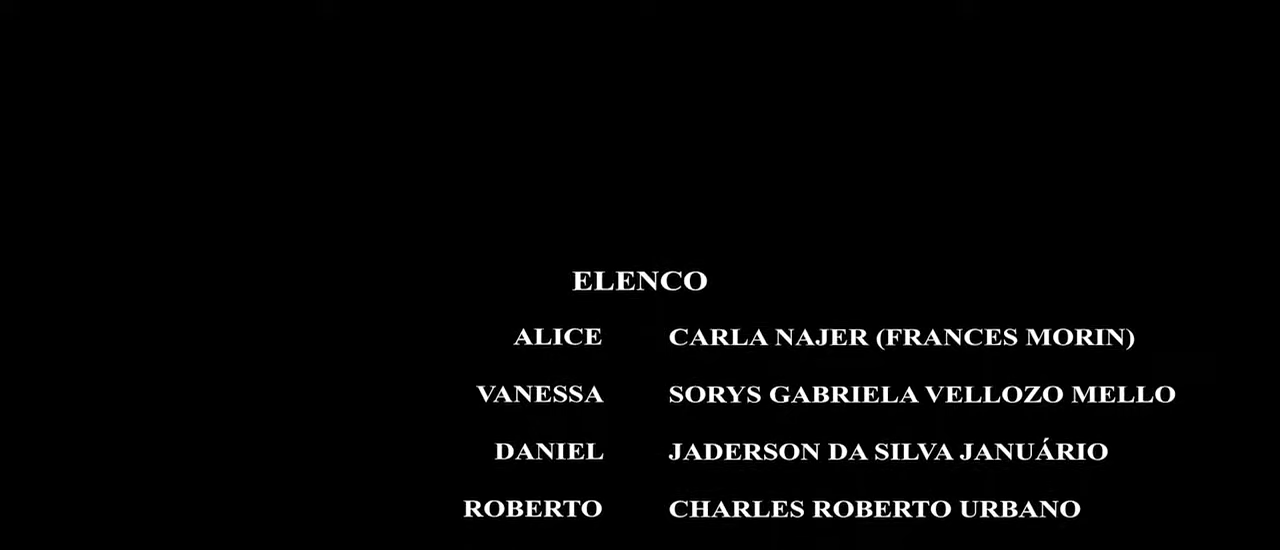 ELENCO
ALICE CARLA NAJER (FRANCES MORIN)
VANESSA SORYS GABRIELA VELLOZO MELLO
DANIEL JADERSON DA SILVA JANUÁRIO
ROBERTO CHARLES ROBERTO URBANO